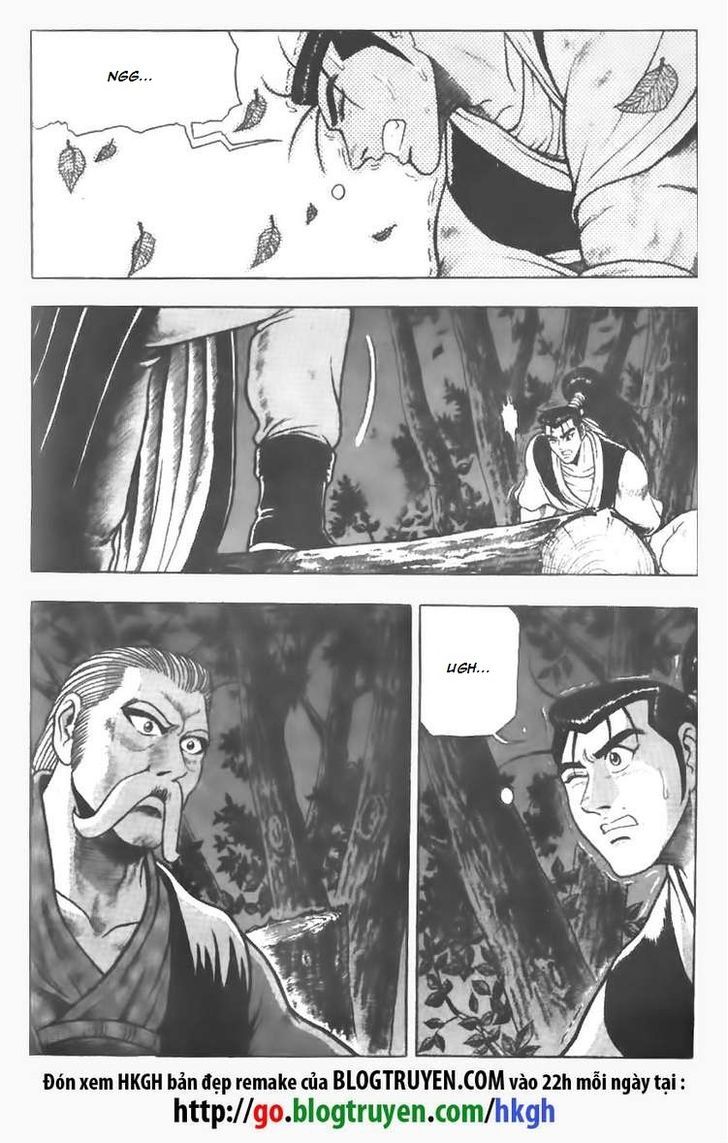 NGG...
UGH...
Đón xem HKGH bản đẹp remake của BLOGTRUYEN.COM vào 22h mỗi ngày tại :
http://go.blogtruyen.com/hkgh